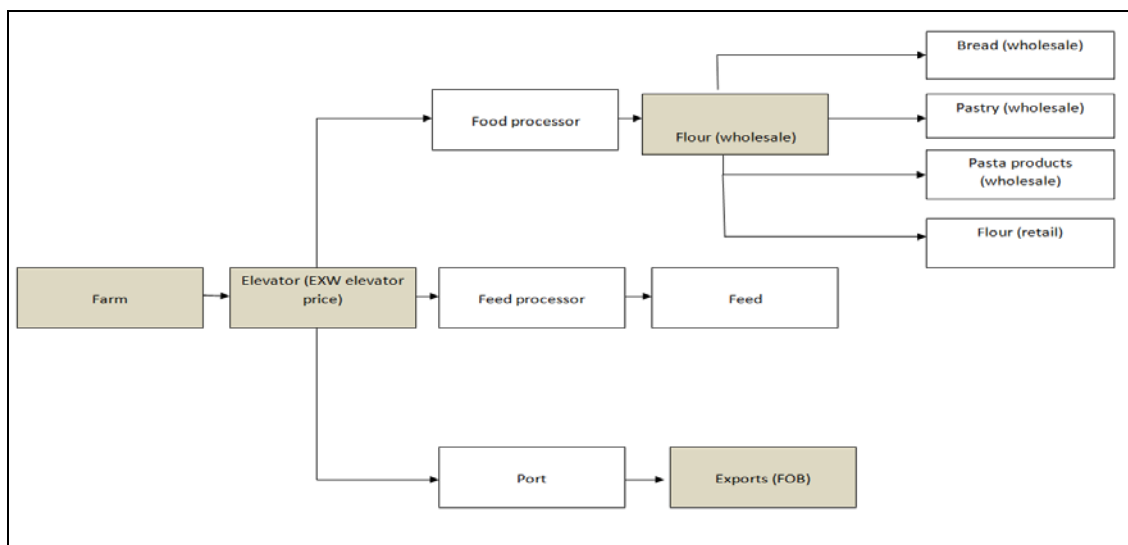 Bread (wholesale)
Food processor
Flour (wholesale)
Pastry (wholesale)
Pasta products
(wholesale)
Flour (retail)
Farm
Elevator (EXW elevator
price)
Feed processor
Feed
Port
Exports (FOB)